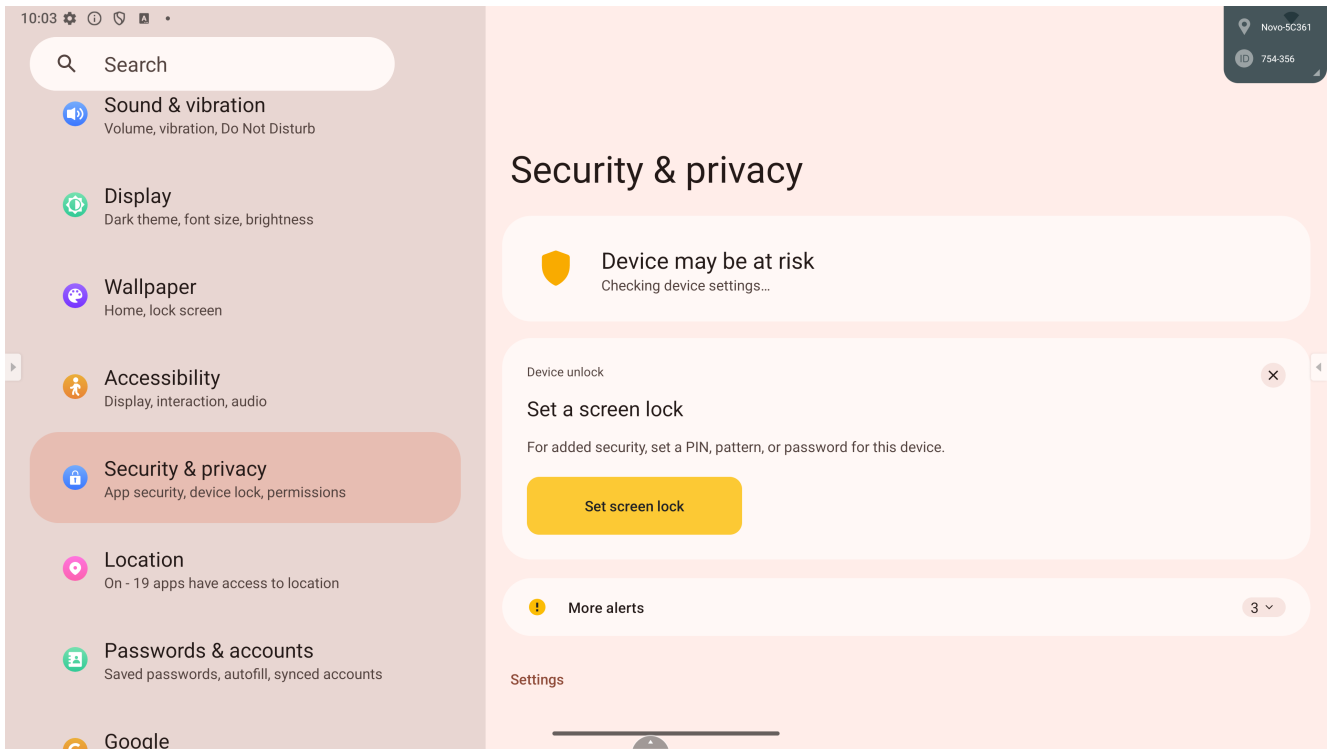 10:03
Search
Sound & vibration
Volume, vibration, Do Not Disturb
Display
Dark theme, font size, brightness
Wallpaper
Home, lock screen
Accessibility
Display, interaction, audio
Security & privacy
App security, device lock, permissions
Location
On - 19 apps have access to location
Passwords & accounts
Saved passwords, autofill, synced accounts
Google
Novo-5C361
ID 754-356
Security & privacy
Device may be at risk
Checking device settings…
Device unlock
Set a screen lock
For added security, set a PIN, pattern, or password for this device.
Set screen lock
More alerts
3
Settings